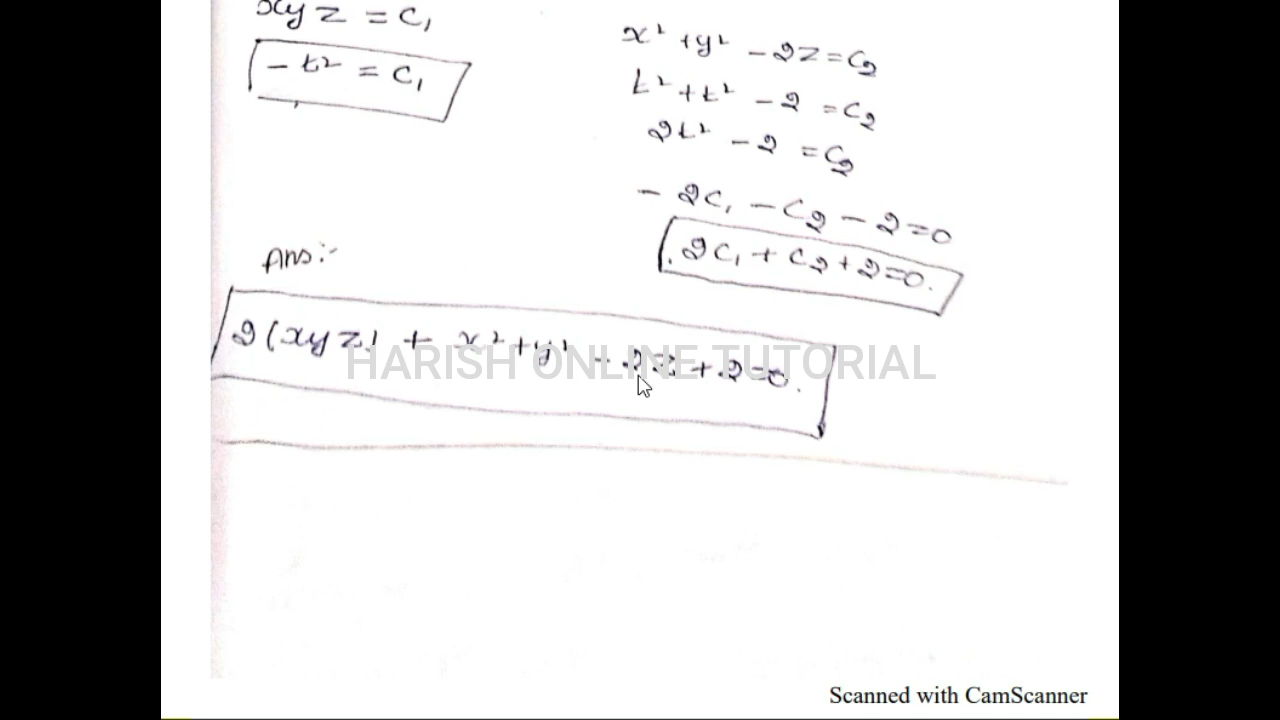 xyz = C₁
- t² = C₁
x² + y² - 2z = C₂
t² + t² - 2 = C₂
2t² - 2 = C₂
- 2C₁ - C₂ - 2 = 0
2C₁ + C₂ + 2 = 0.
Ans :-
2(xyz) + x² + y² - 2z + 2 = 0.
HARISH ONLINE TUTORIAL
Scanned with CamScanner